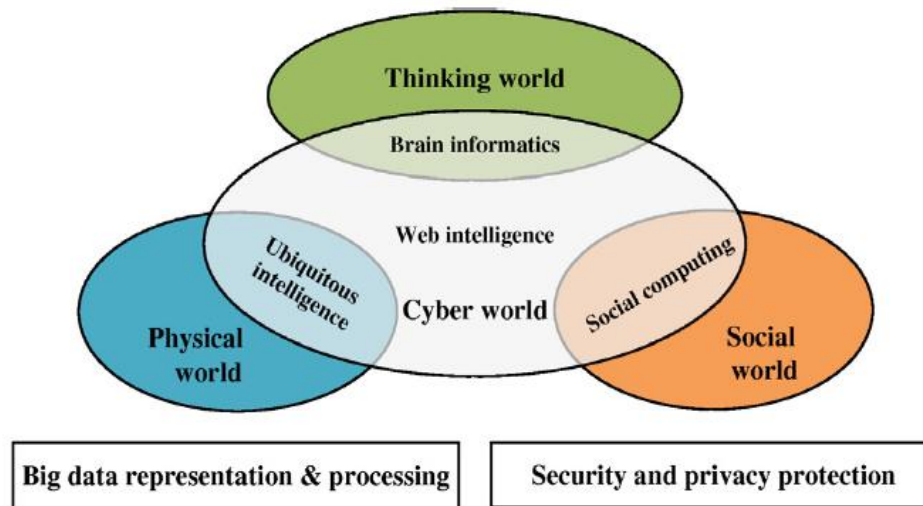 Thinking world
Brain informatics
Web intelligence
Ubiquitous
intelligence
Social computing
Cyber world
Physical
world
Social
world
Big data representation & processing
Security and privacy protection